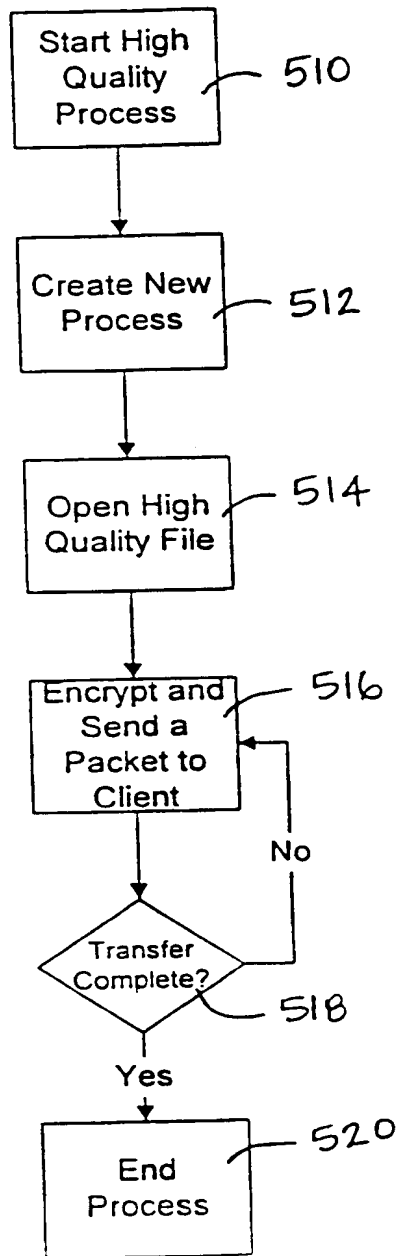 Start High
Quality
Process
510
Create New
Process
512
Open High
Quality File
514
Encrypt and
Send a
Packet to
Client
516
No
Transfer
Complete?
518
Yes
End
Process
520